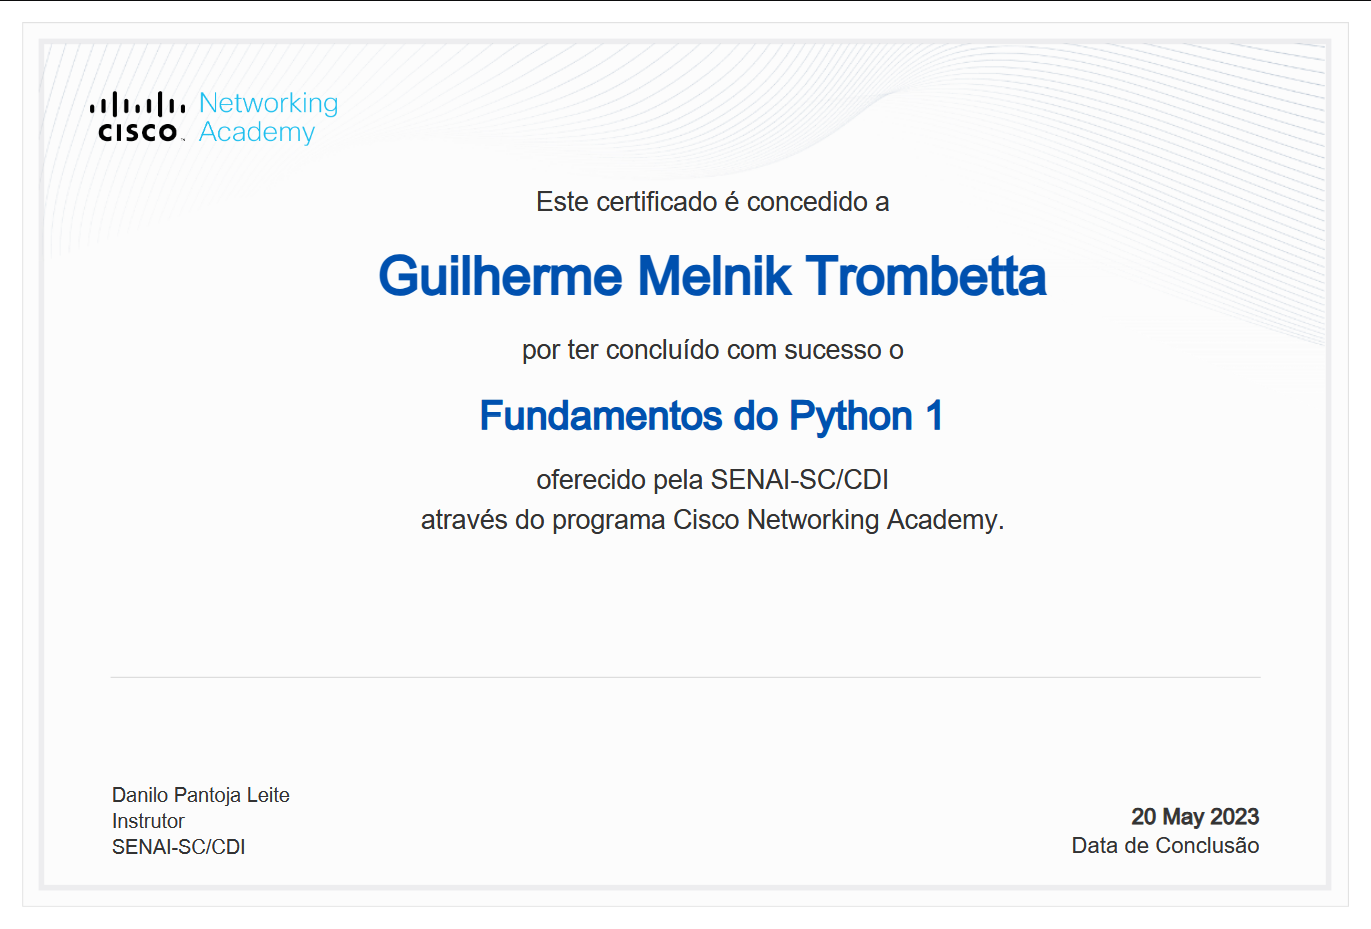 Networking
CISCO Academy
Este certificado é concedido a
Guilherme Melnik Trombetta
por ter concluído com sucesso o
Fundamentos do Python 1
oferecido pela SENAI-SC/CDI
através do programa Cisco Networking Academy.
Danilo Pantoja Leite
Instrutor
SENAI-SC/CDI
20 May 2023
Data de Conclusão